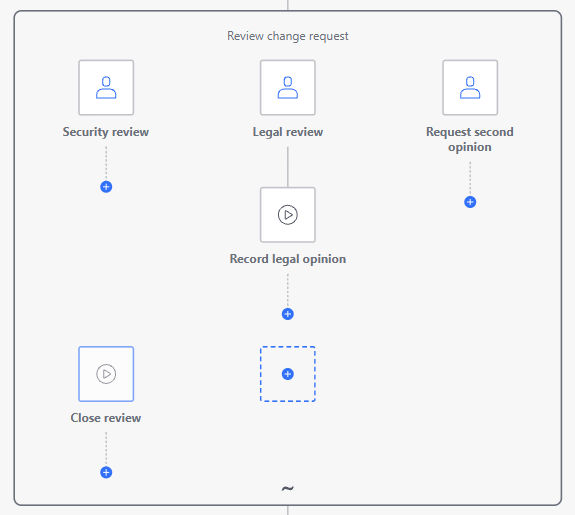 Review change request
Security review
Legal review
Request second
opinion
Record legal opinion
Close review
~